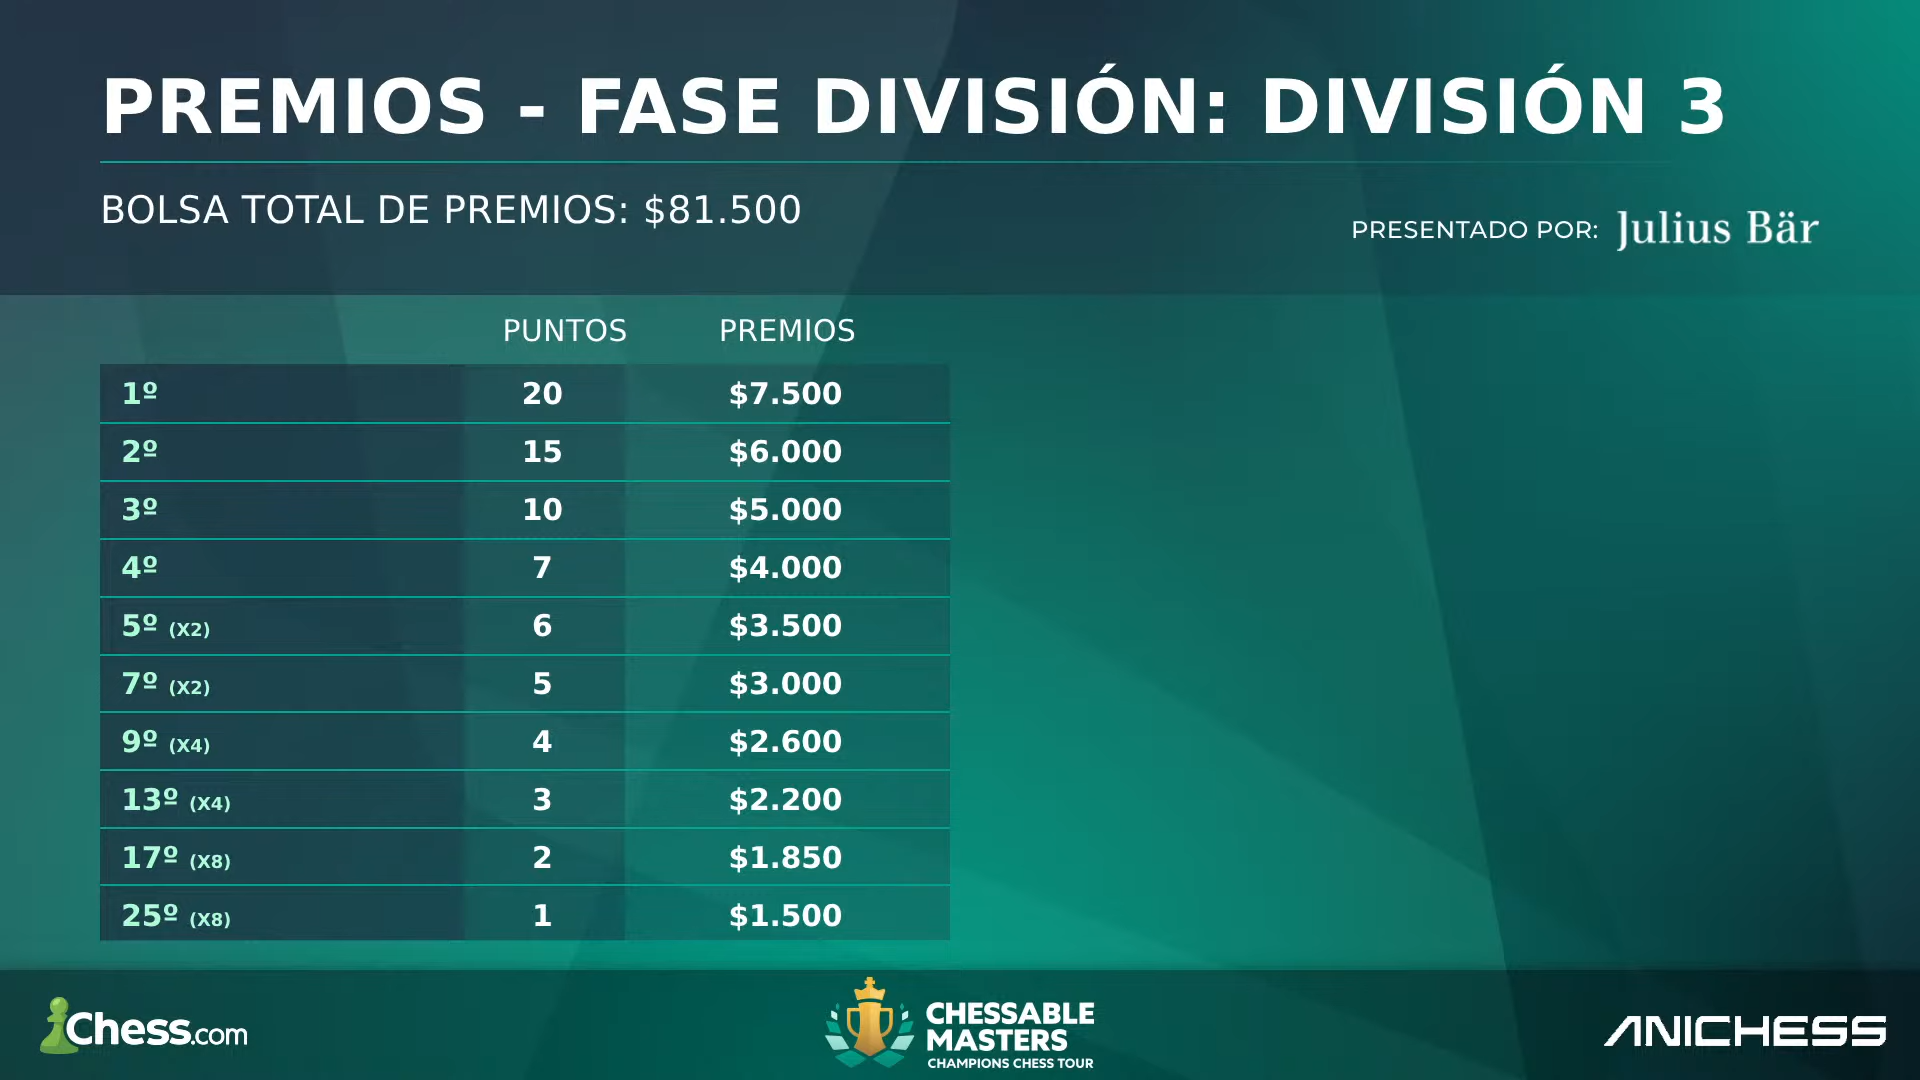 PREMIOS - FASE DIVISIÓN: DIVISIÓN 3
BOLSA TOTAL DE PREMIOS: $81.500
PRESENTADO POR: Julius Bär
PUNTOS PREMIOS
1º 20 $7.500
2º 15 $6.000
3º 10 $5.000
4º 7 $4.000
5º (X2) 6 $3.500
7º (X2) 5 $3.000
9º (X4) 4 $2.600
13º (X4) 3 $2.200
17º (X8) 2 $1.850
25º (X8) 1 $1.500
Chess.com
CHESSABLE
MASTERS
CHAMPIONS CHESS TOUR
ANICHESS